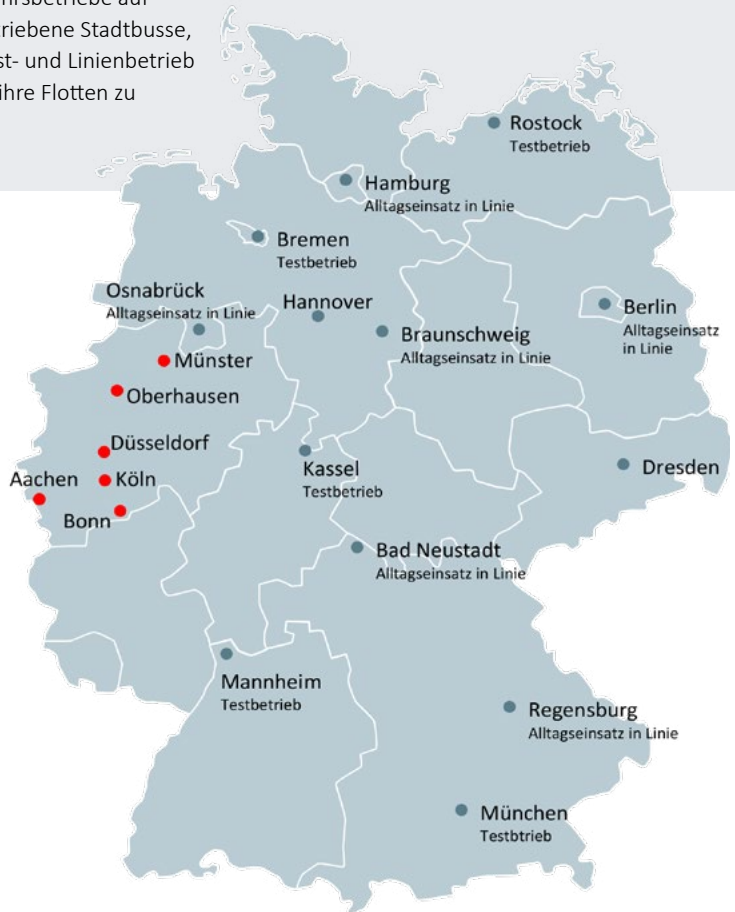 triebene Stadtbusse,
st- und Linienbetrieb
ihre Flotten zu
Rostock
Testbetrieb
Hamburg
Alltagseinsatz in Linie
Bremen
Testbetrieb
Osnabrück
Alltagseinsatz in Linie
Hannover
Braunschweig
Alltagseinsatz in Linie
Berlin
Alltagseinsatz
in Linie
Münster
Oberhausen
Düsseldorf
Aachen
Köln
Bonn
Kassel
Testbetrieb
Dresden
Bad Neustadt
Alltagseinsatz in Linie
Mannheim
Testbetrieb
Regensburg
Alltagseinsatz in Linie
München
Testbtrieb